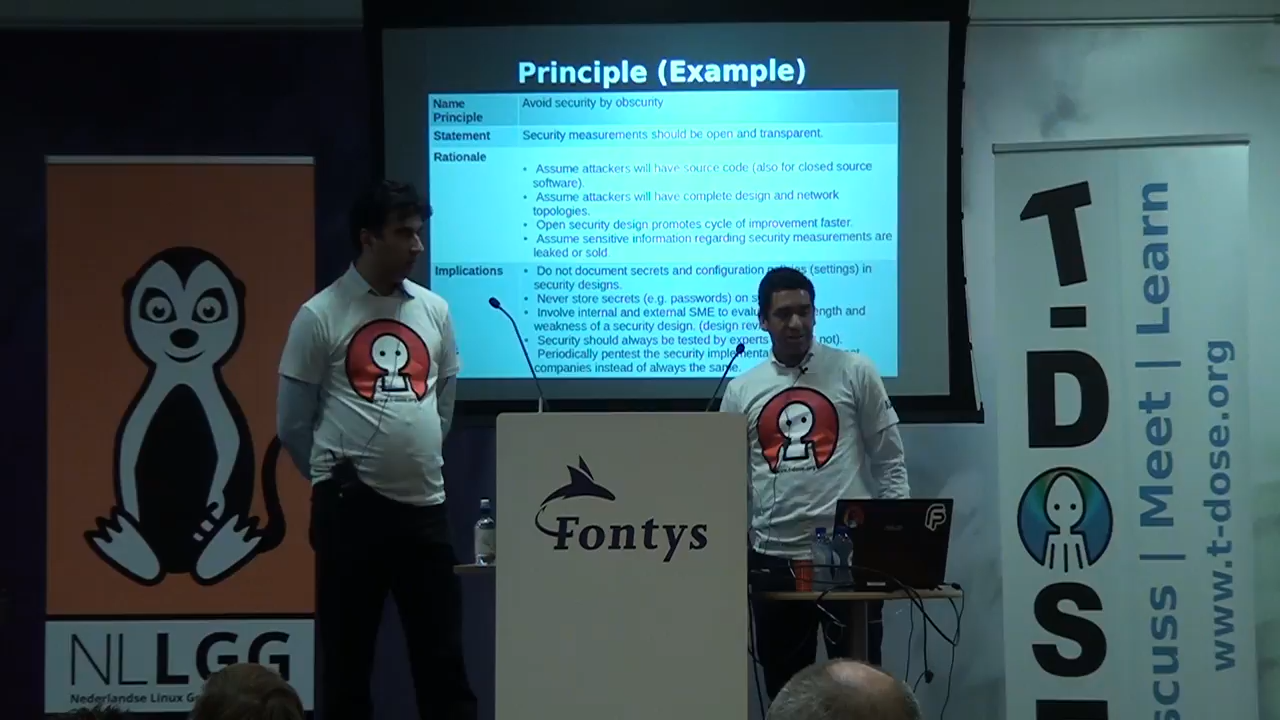 Principle (Example)
Name
Principle
Avoid security by obscurity
Statement
Security measurements should be open and transparent.
Rationale
• Assume attackers will have source code (also for closed source
software).
• Assume attackers will have complete design and network
topologies.
• Open security design promotes cycle of improvement faster.
• Assume sensitive information regarding security measurements are
leaked or sold.
Implications
• Do not document secrets and configuration (settings) in
security designs.
• Never store secrets (e.g. passwords) on
• Involve internal and external SME to and
weakness of a security design. (design
• Security should always be tested by experts not).
Periodically pentest the security
companies instead of always the same.
NLLGG
Nederlandse Linux
Fontys
T-DOSE
scuss | Meet | Learn
www.t-dose.org